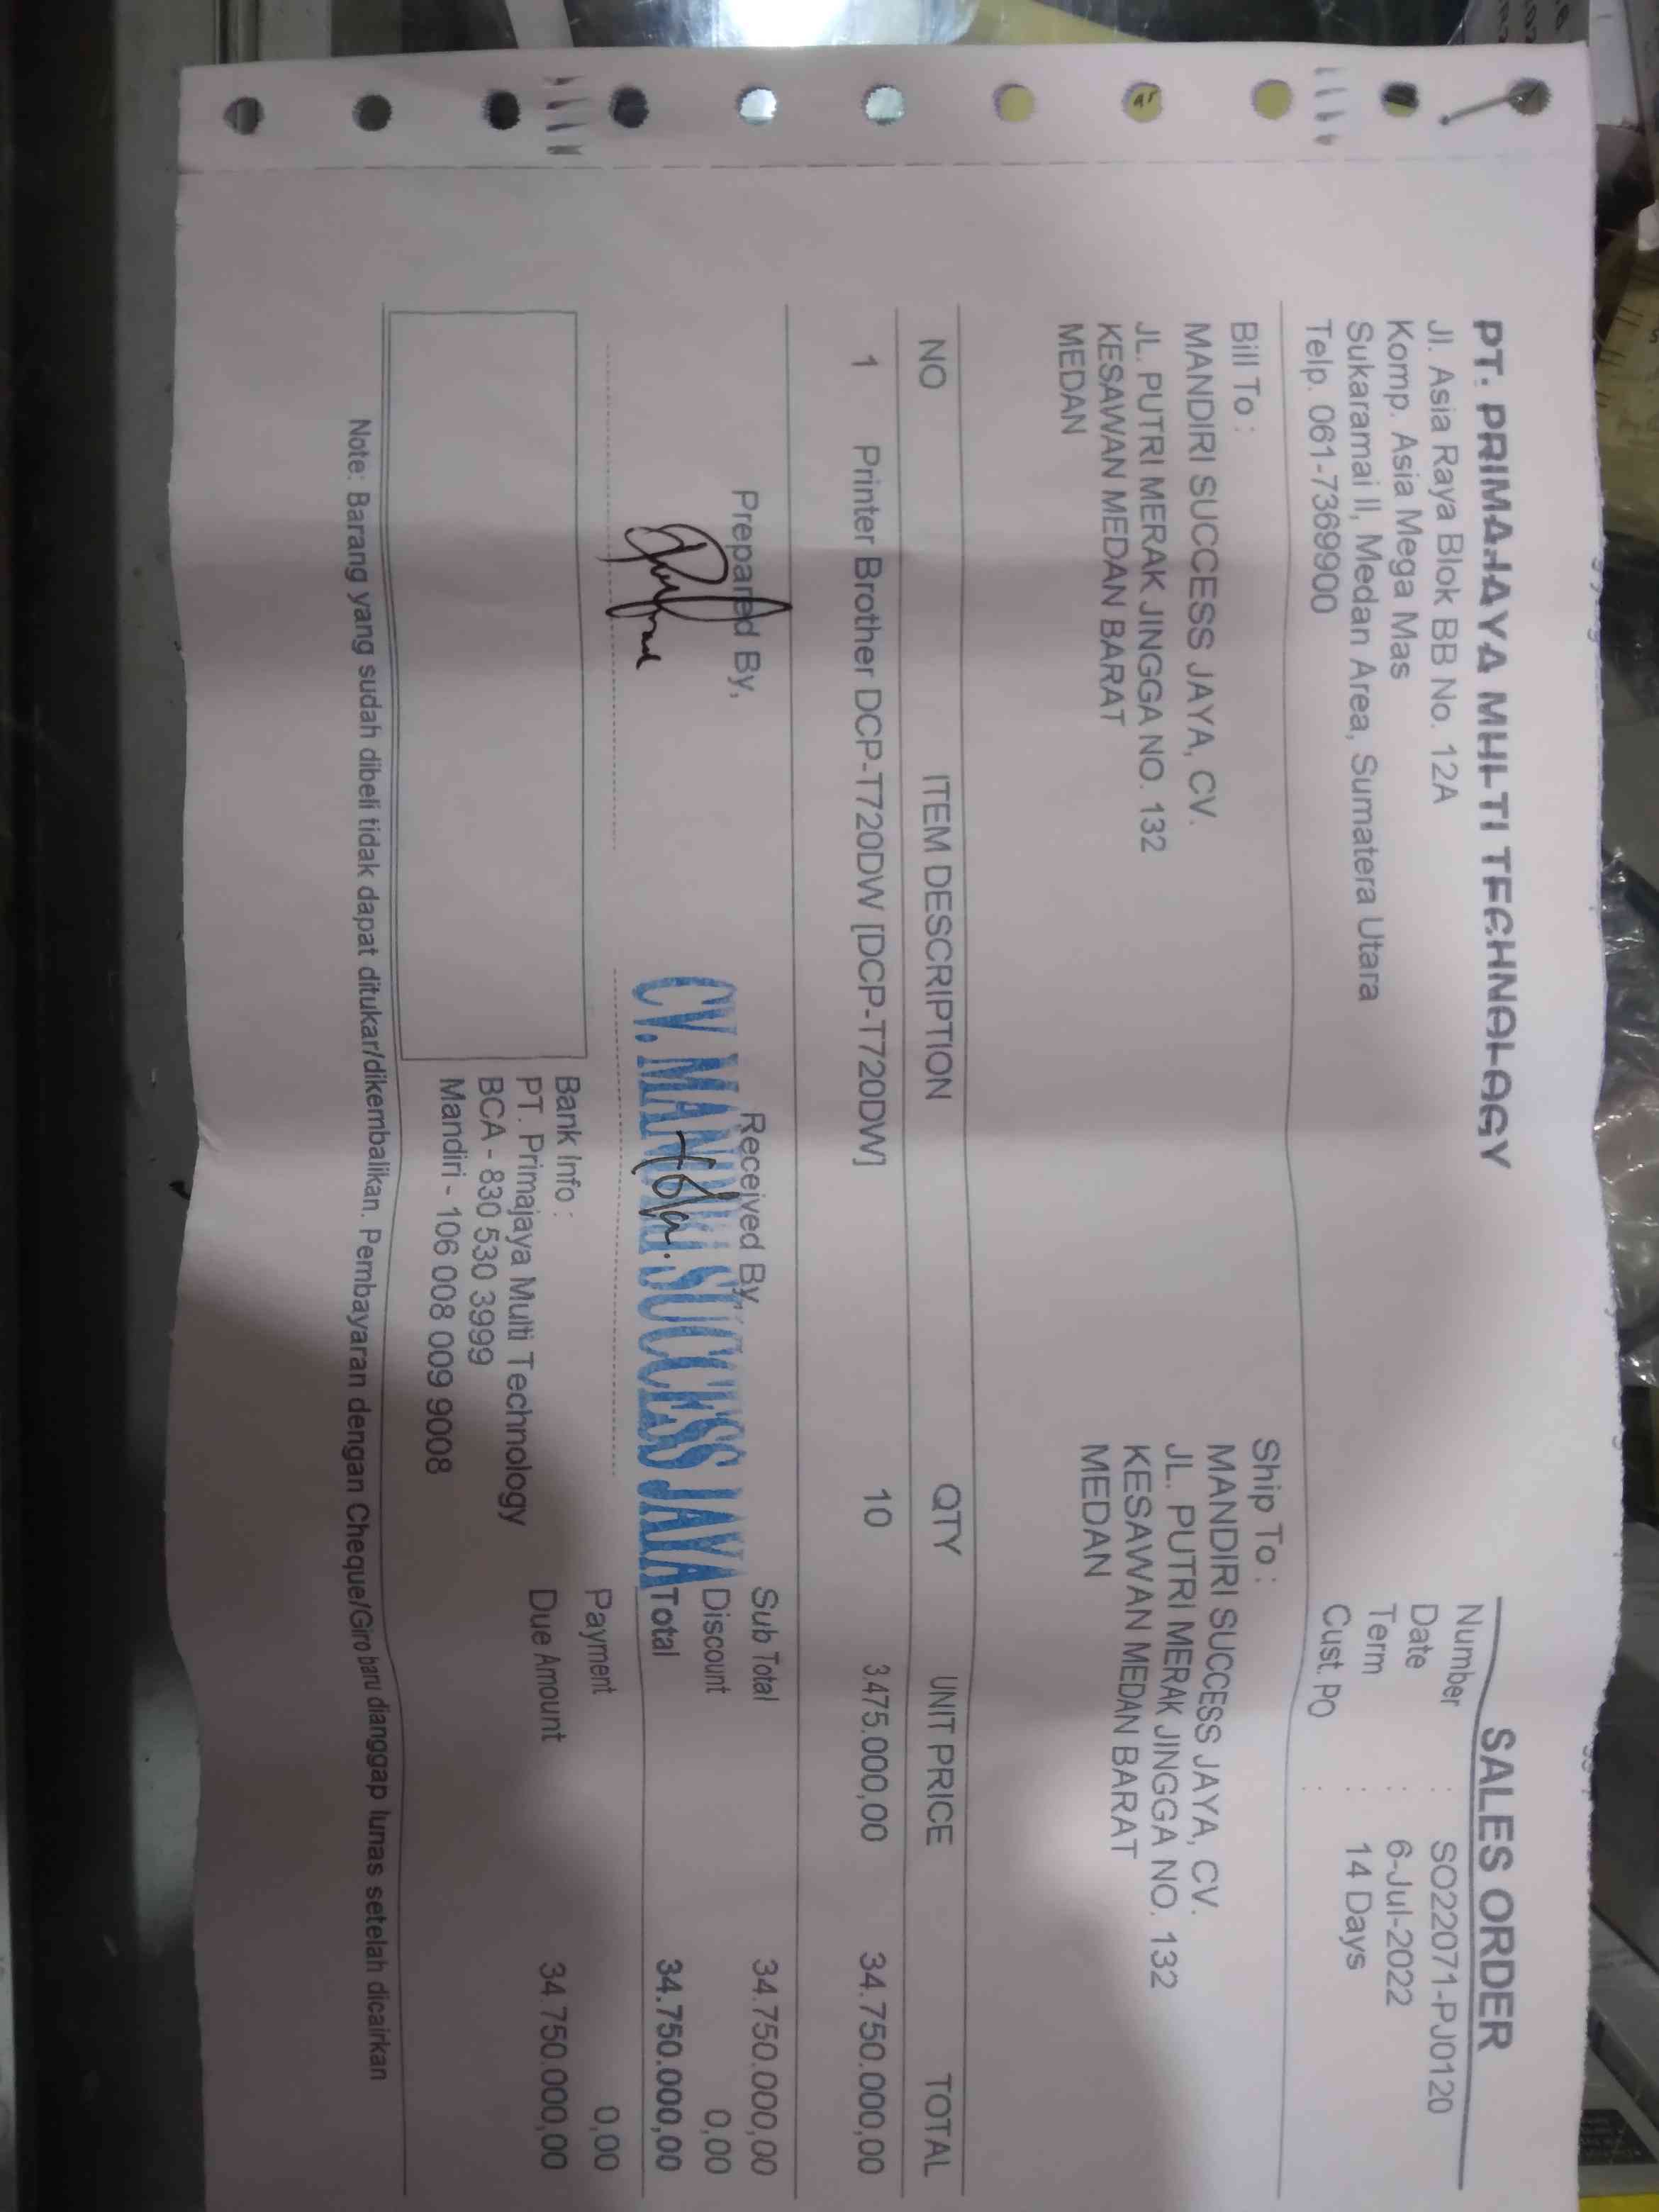 PT. PRIMAJAYA MULTI TECHNOLOGY
Jl. Asia Raya Blok BB No. 12A
Komp. Asia Mega Mas
Sukaramai II, Medan Area, Sumatera Utara
Telp. 061-7369900
SALES ORDER
Number : SO22071-PJ0120
Date : 6-Jul-2022
Term : 14 Days
Cust. PO :
Bill To :
MANDIRI SUCCESS JAYA, CV.
JL. PUTRI MERAK JINGGA NO. 132
KESAWAN MEDAN BARAT
MEDAN
Ship To :
MANDIRI SUCCESS JAYA, CV.
JL. PUTRI MERAK JINGGA NO. 132
KESAWAN MEDAN BARAT
MEDAN
NO ITEM DESCRIPTION QTY UNIT PRICE TOTAL
1 Printer Brother DCP-T720DW [DCP-T720DW] 10 3.475.000,00 34.750.000,00
Prepared By,
Received By,
CV. MANDIRI SUCCESS JAYA
Sub Total 34.750.000,00
Discount 0,00
Total 34.750.000,00
Payment 0,00
Due Amount 34.750.000,00
Bank Info :
PT. Primajaya Multi Technology
BCA - 830 530 3999
Mandiri - 106 008 009 9008
Note: Barang yang sudah dibeli tidak dapat ditukar/dikembalikan. Pembayaran dengan Cheque/Giro baru dianggap lunas setelah dicairkan